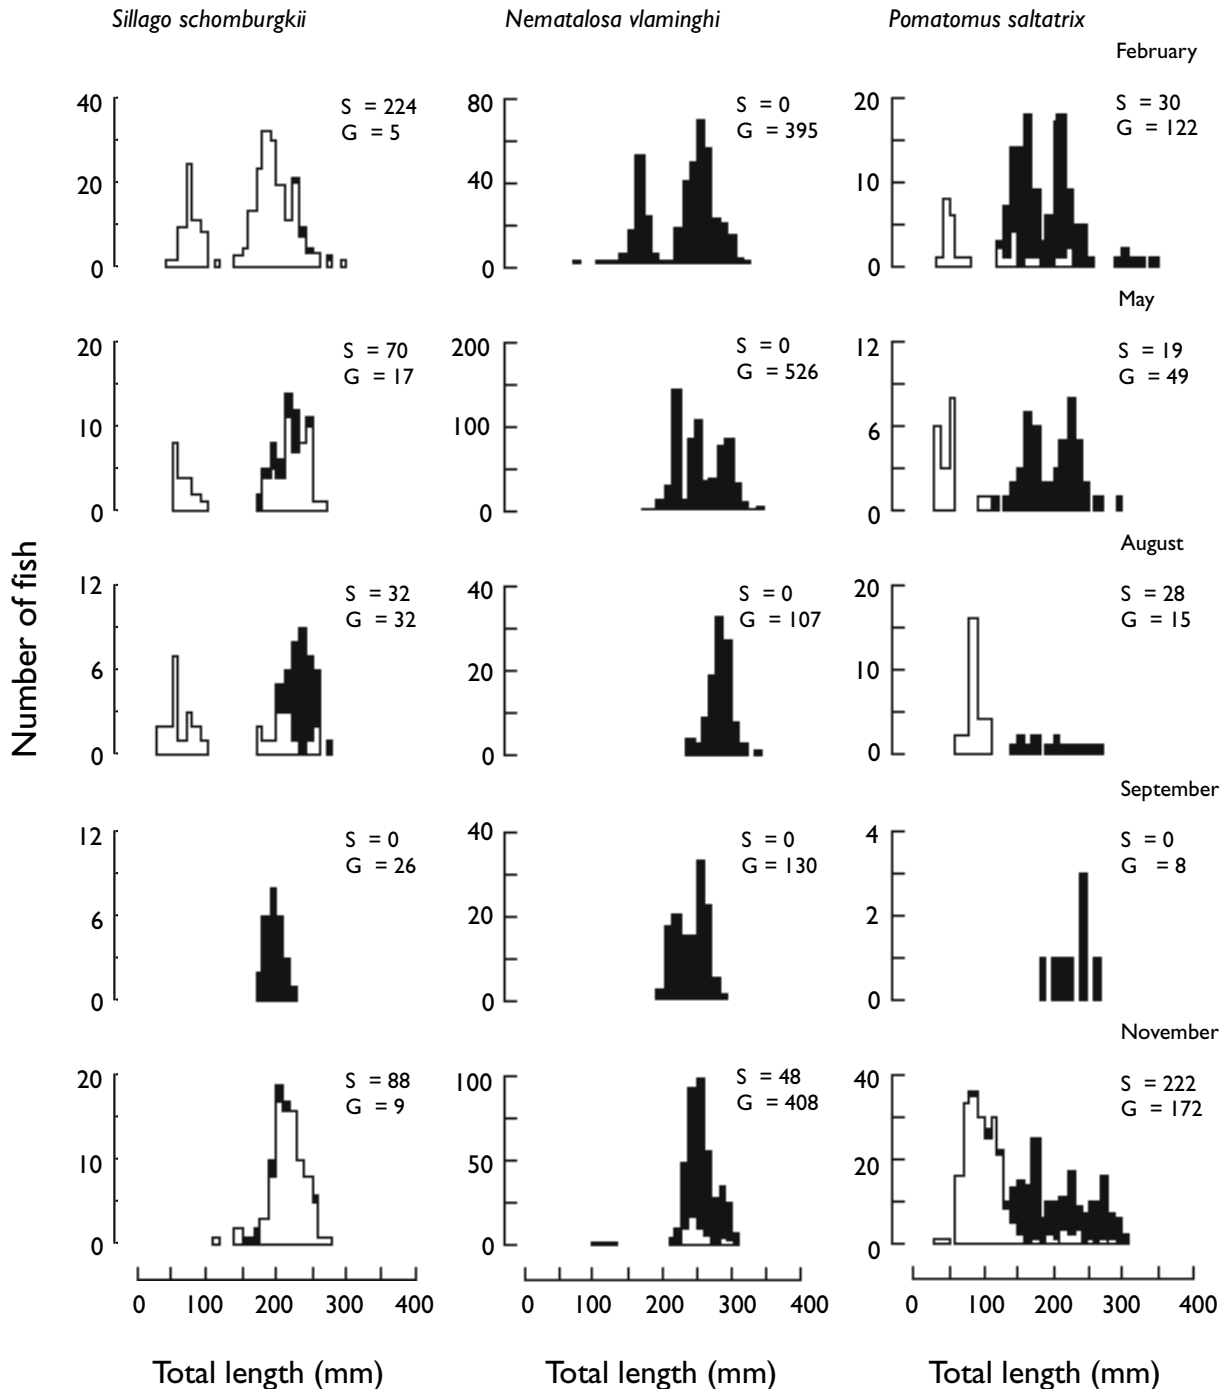 Sillago schomburgkii
Nematalosa vlaminghi
Pomatomus saltatrix
February
40
20
0
S = 224
G = 5
80
40
0
S = 0
G = 395
20
10
0
S = 30
G = 122
May
20
10
0
S = 70
G = 17
200
100
0
S = 0
G = 526
12
6
0
S = 19
G = 49
August
12
6
0
S = 32
G = 32
40
20
0
S = 0
G = 107
20
10
0
S = 28
G = 15
September
12
6
0
S = 0
G = 26
40
20
0
S = 0
G = 130
4
2
0
S = 0
G = 8
November
20
10
0
S = 88
G = 9
100
50
0
S = 48
G = 408
40
20
0
S = 222
G = 172
Number of fish
0 100 200 300 400
0 100 200 300 400
0 100 200 300 400
Total length (mm)
Total length (mm)
Total length (mm)